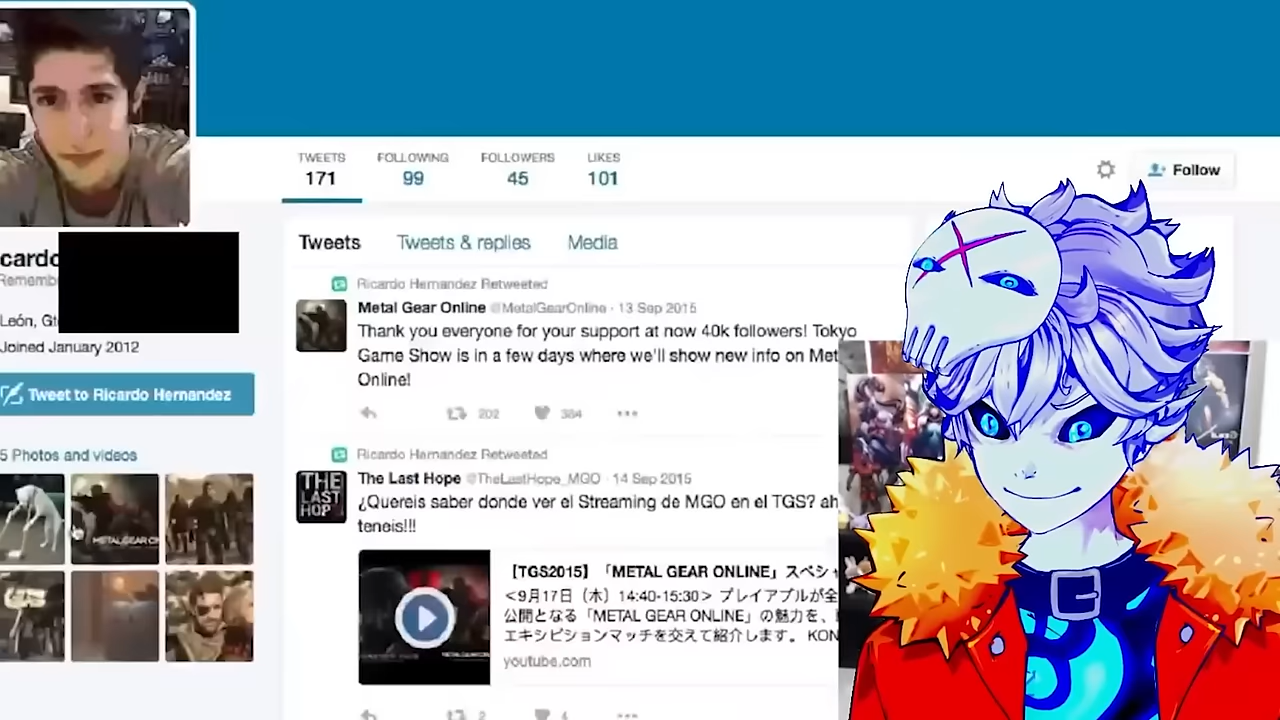 TWEETS FOLLOWING FOLLOWERS LIKES
171 99 45 101
Follow
cardo
Rememb
León, Gt
Joined January 2012
Tweet to Ricardo Hernandez
5 Photos and videos
METAL GEAR ON
Tweets Tweets & replies Media
Ricardo Hernandez Retweeted
Metal Gear Online @MetalGearOnline · 13 Sep 2015
Thank you everyone for your support at now 40k followers! Tokyo
Game Show is in a few days where we'll show new info on Met
Online!
202 384
Ricardo Hernandez Retweeted
The Last Hope @TheLastHope_MGO · 14 Sep 2015
THE
LAST
HOP
¿Quereis saber donde ver el Streaming de MGO en el TGS? ah
teneis!!!
【TGS2015】「METAL GEAR ONLINE」スペシャ
<9月17日（木）14:40-15:30> プレイアブルが全
公開となる「METAL GEAR ONLINE」の魅力を、
エキシビションマッチを交えて紹介します。 KON
youtube.com
2 4